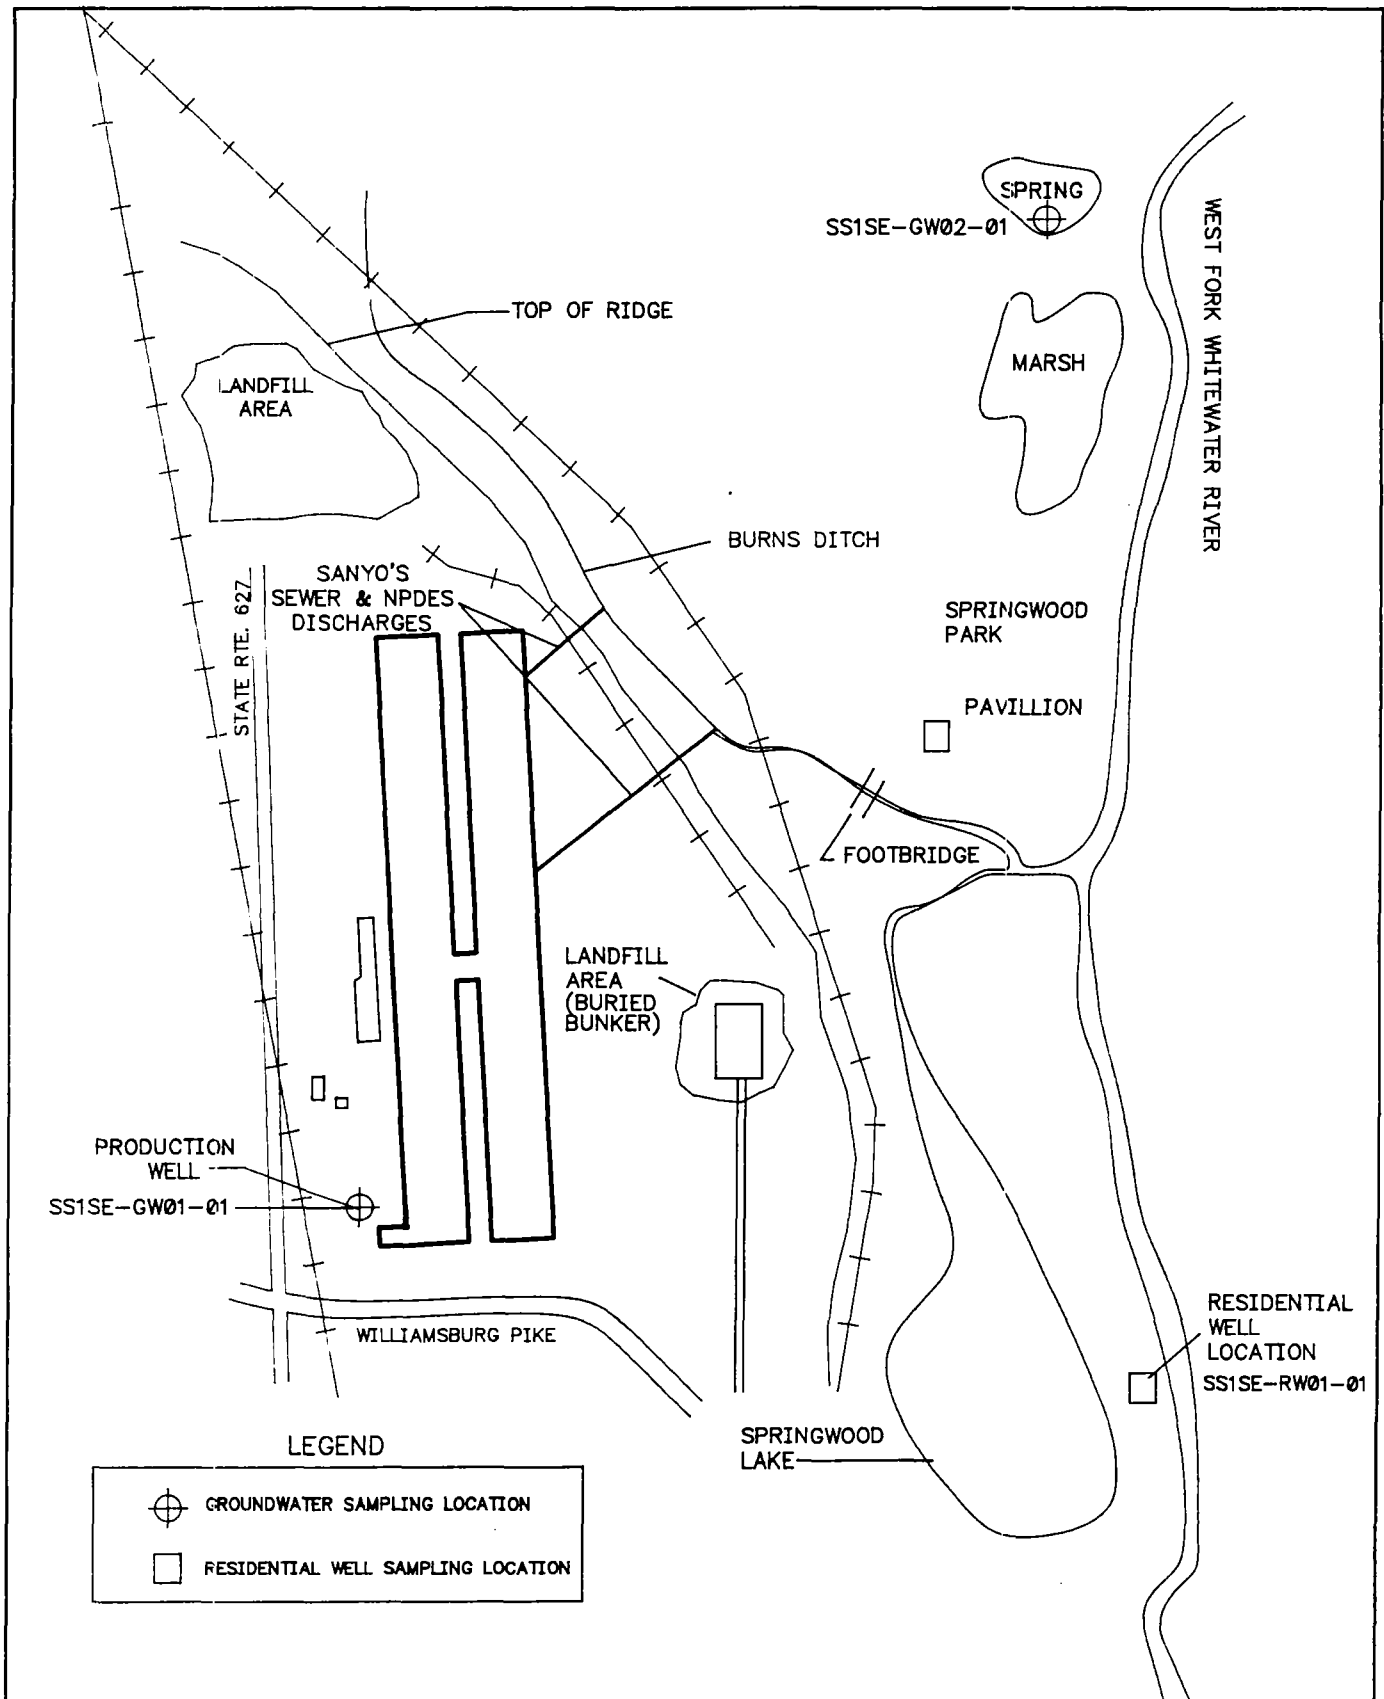 SPRING
SS1SE-GW02-01
WEST FORK WHITEWATER RIVER
TOP OF RIDGE
MARSH
LANDFILL
AREA
BURNS DITCH
SANYO'S
SEWER & NPDES
DISCHARGES
STATE RTE. 627
SPRINGWOOD
PARK
PAVILLION
FOOTBRIDGE
LANDFILL
AREA
(BURIED
BUNKER)
PRODUCTION
WELL
SS1SE-GW01-01
WILLIAMSBURG PIKE
RESIDENTIAL
WELL
LOCATION
SS1SE-RW01-01
SPRINGWOOD
LAKE
LEGEND
GROUNDWATER SAMPLING LOCATION
RESIDENTIAL WELL SAMPLING LOCATION